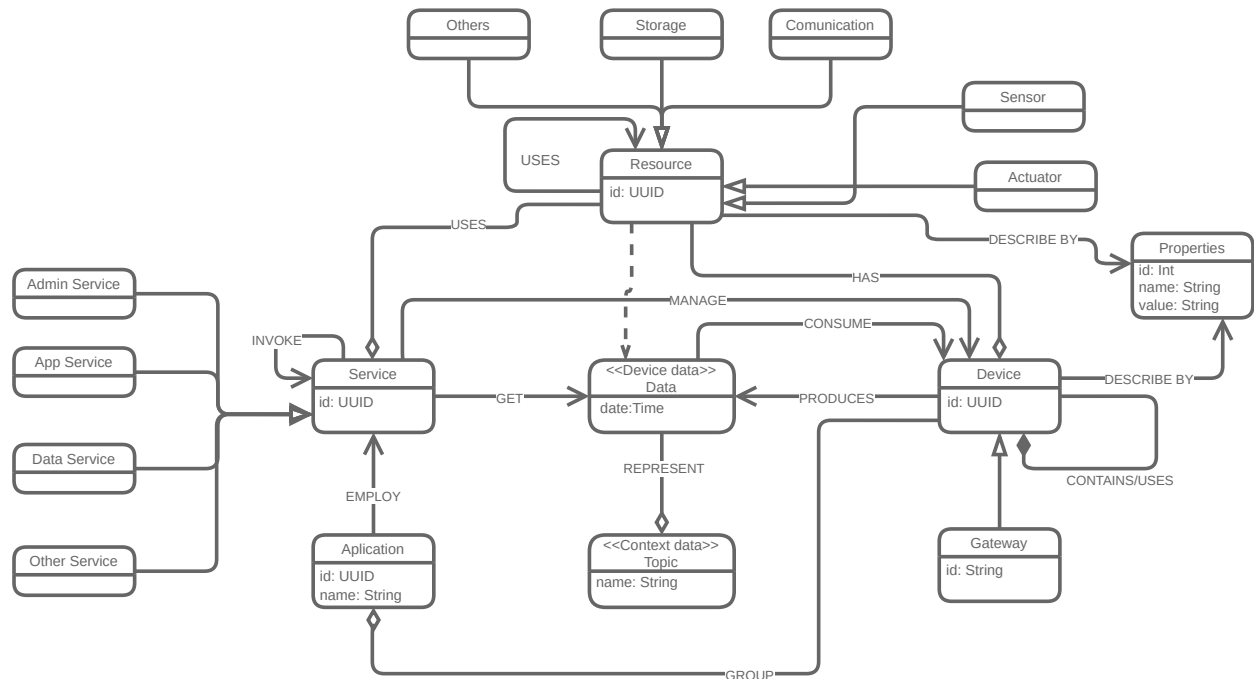 Others
Storage
Comunication
Sensor
USES
Resource
id: UUID
Actuator
USES
DESCRIBE BY
Properties
id: Int
name: String
value: String
HAS
Admin Service
MANAGE
CONSUME
INVOKE
App Service
Service
id: UUID
<<Device data>>
Data
date:Time
Device
id: UUID
DESCRIBE BY
GET
PRODUCES
Data Service
REPRESENT
CONTAINS/USES
EMPLOY
Other Service
Aplication
id: UUID
name: String
<<Context data>>
Topic
name: String
Gateway
id: String
GROUP